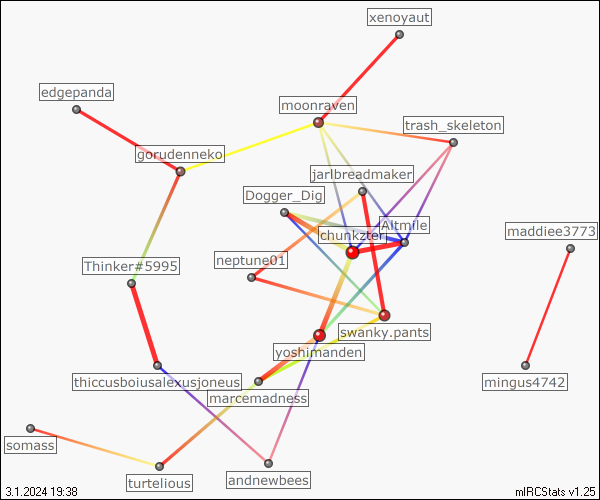 xenoyaut
edgepanda
moonraven
trash_skeleton
gorudenneko
jarlbreadmaker
Dogger_Dig
Altmile
chunkzter
maddiee3773
neptune01
Thinker#5995
swanky.pants
yoshimanden
thiccusboiusalexusjoneus
mingus4742
marcemadness
somass
turtelious
andnewbees
3.1.2024 19:38
mIRCStats v1.25